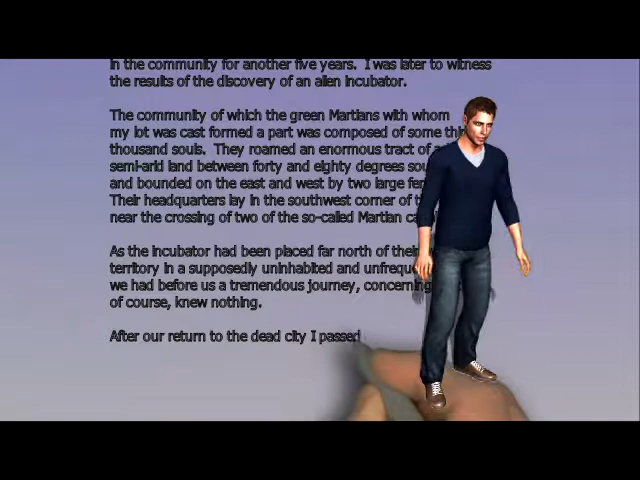 in the community for another five years. I was later to witness
the results of the discovery of an alien incubator.
The community of which the green Martians with whom
my lot was cast formed a part was composed of some
thousand souls. They roamed an enormous tract of
semi-arid land between forty and eighty degrees
and bounded on the east and west by two large
Their headquarters lay in the southwest corner of
near the crossing of two of the so-called Martian
As the incubator had been placed far north of their
territory in a supposedly uninhabited and
we had before us a tremendous journey, concerning
of course, knew nothing.
After our return to the dead city I passed